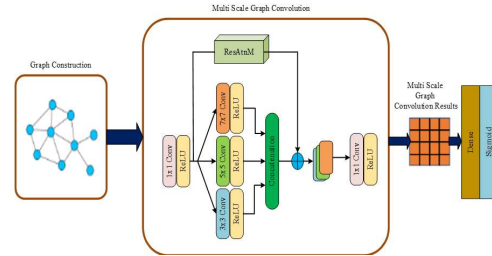 Multi Scale Graph Convolution
Graph Construction
ResAtnM
1x1 Conv
ReLU
7x7 Conv
ReLU
5x5 Conv
ReLU
3x3 Conv
ReLU
Concatenation
1x1 Conv
ReLU
Multi Scale
Graph
Convolution Results
Dense
Sigmoid